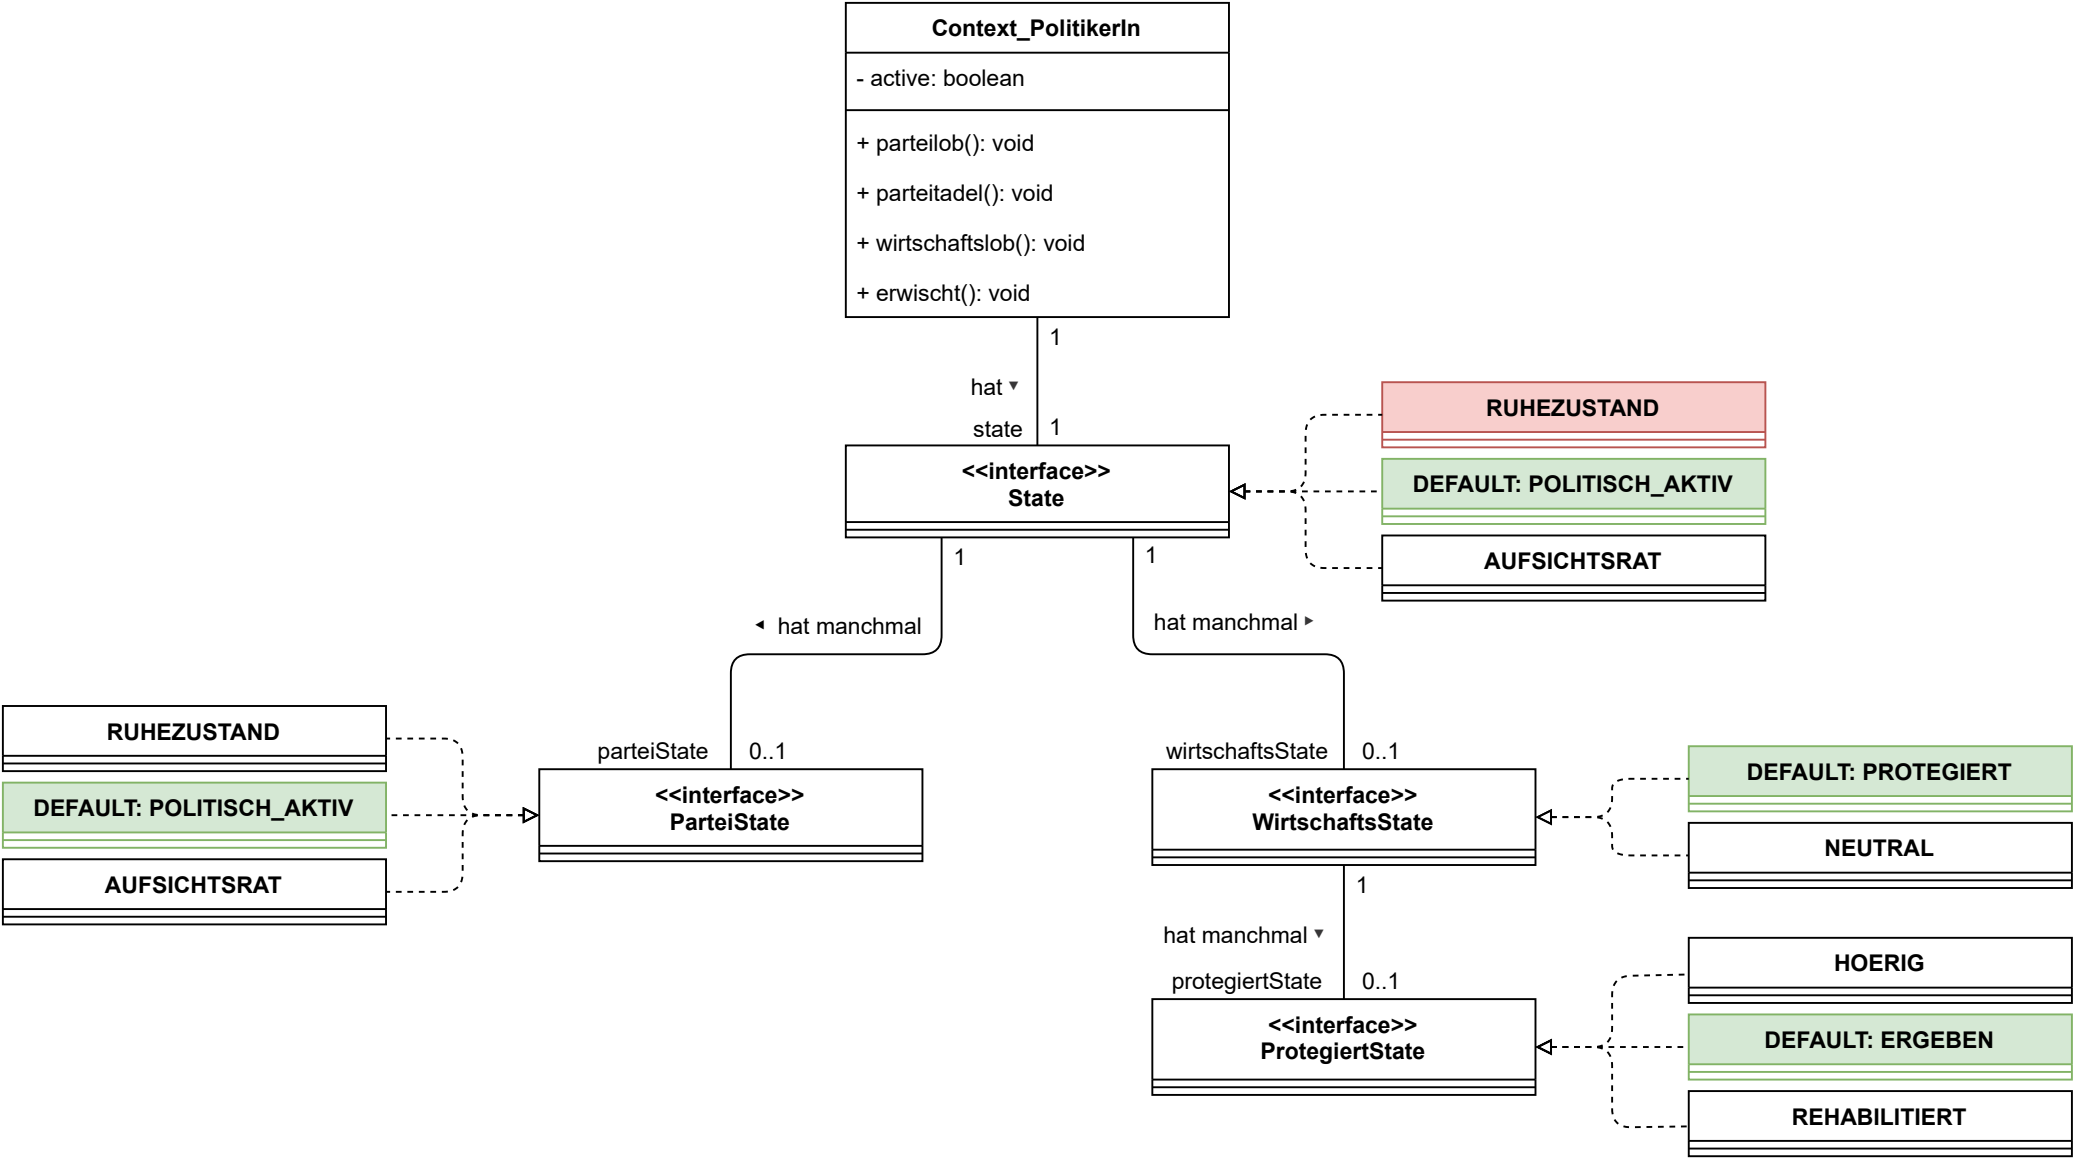 Context_PolitikerIn
- active: boolean
+ parteilob(): void
+ parteitadel(): void
+ wirtschaftslob(): void
+ erwischt(): void
1
hat ▼
state 1
<<interface>>
State
RUHEZUSTAND
DEFAULT: POLITISCH_AKTIV
AUFSICHTSRAT
1
1
◄ hat manchmal
hat manchmal ►
parteiState 0..1
<<interface>>
ParteiState
RUHEZUSTAND
DEFAULT: POLITISCH_AKTIV
AUFSICHTSRAT
wirtschaftsState 0..1
<<interface>>
WirtschaftsState
DEFAULT: PROTEGIERT
NEUTRAL
1
hat manchmal ▼
protegiertState 0..1
<<interface>>
ProtegiertState
HOERIG
DEFAULT: ERGEBEN
REHABILITIERT